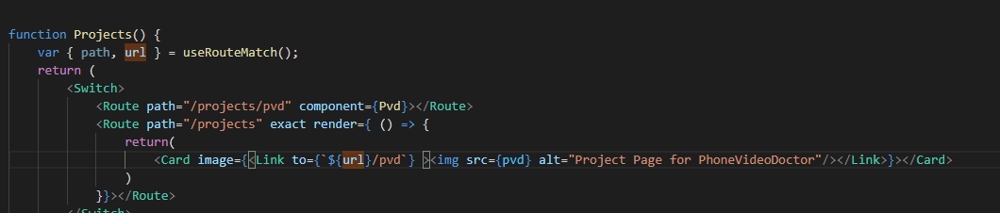 function Projects() {
    var { path, url } = useRouteMatch();
    return (
        <Switch>
            <Route path="/projects/pvd" component={Pvd}></Route>
            <Route path="/projects" exact render={ () => {
                return(
                    <Card image={<Link to={`${url}/pvd`} ><img src={pvd} alt="Project Page for PhoneVideoDoctor"/></Link>}></Card>
                )
            }}></Route>
        </Switch>